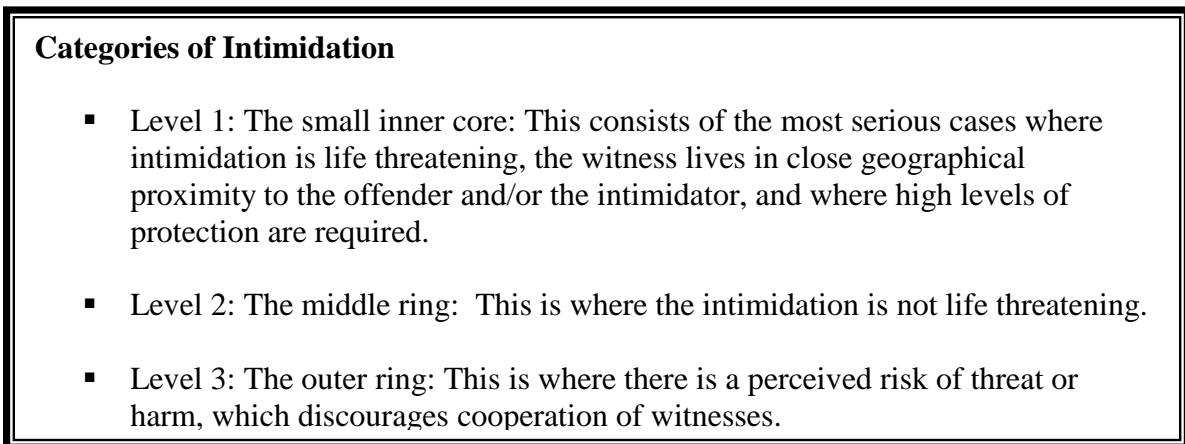 Categories of Intimidation
▪ Level 1: The small inner core: This consists of the most serious cases where
intimidation is life threatening, the witness lives in close geographical
proximity to the offender and/or the intimidator, and where high levels of
protection are required.
▪ Level 2: The middle ring:  This is where the intimidation is not life threatening.
▪ Level 3: The outer ring: This is where there is a perceived risk of threat or
harm, which discourages cooperation of witnesses.